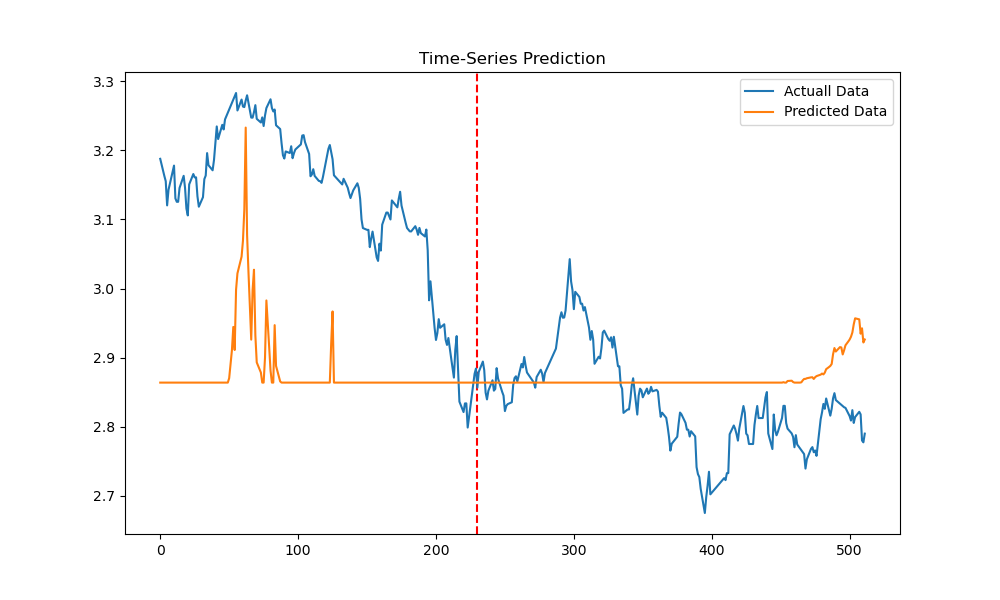 Time-Series Prediction
Actuall Data
Predicted Data
3.3
3.2
3.1
3.0
2.9
2.8
2.7
0 100 200 300 400 500